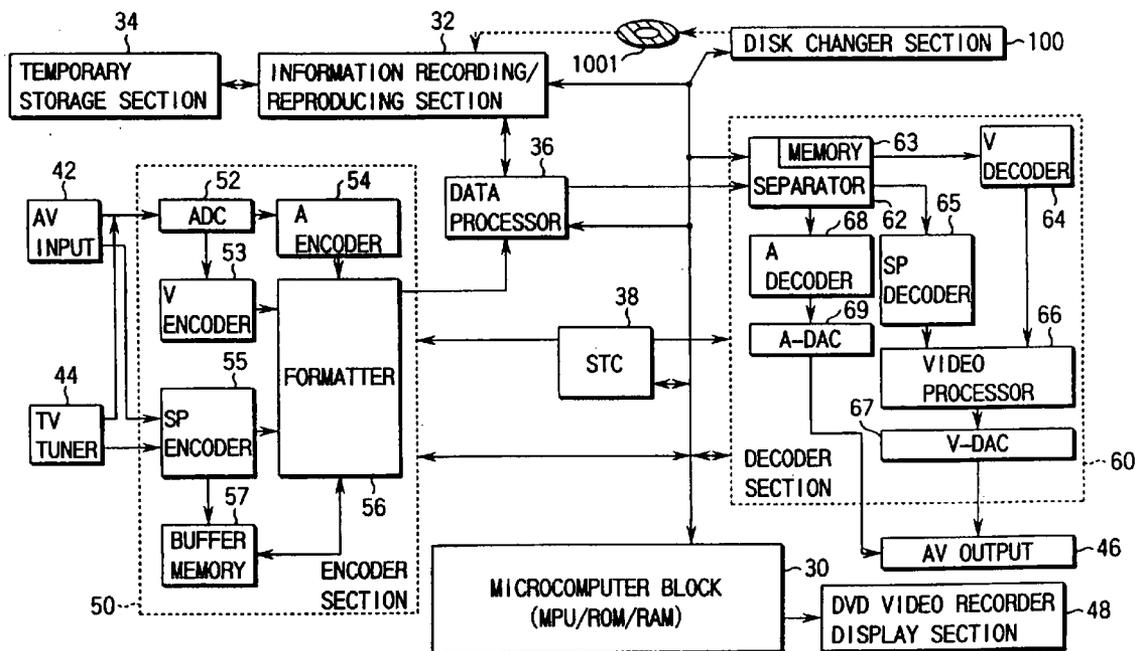 34
TEMPORARY
STORAGE SECTION
32
INFORMATION RECORDING/
REPRODUCING SECTION
1001
DISK CHANGER SECTION
100
42
AV
INPUT
44
TV
TUNER
52
ADC
54
A
ENCODER
53
V
ENCODER
55
SP
ENCODER
57
BUFFER
MEMORY
FORMATTER
56
50
ENCODER
SECTION
36
DATA
PROCESSOR
38
STC
MEMORY
63
SEPARATOR
62
V
DECODER
64
68
A
DECODER
65
SP
DECODER
69
A-DAC
66
VIDEO
PROCESSOR
67
V-DAC
DECODER
SECTION
60
AV OUTPUT
46
MICROCOMPUTER BLOCK
(MPU/ROM/RAM)
30
DVD VIDEO RECORDER
DISPLAY SECTION
48